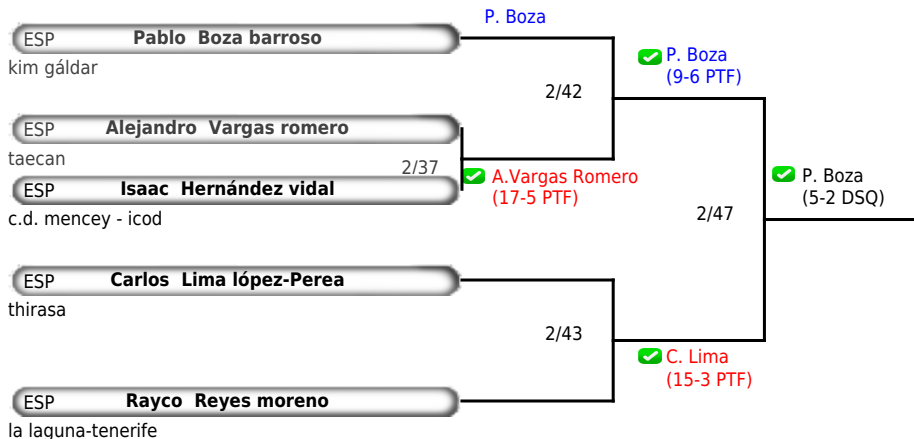 P. Boza
ESP Pablo Boza barroso
kim gáldar
P. Boza
(9-6 PTF)
2/42
ESP Alejandro Vargas romero
taecan
2/37
A.Vargas Romero
(17-5 PTF)
P. Boza
(5-2 DSQ)
ESP Isaac Hernández vidal
c.d. mencey - icod
2/47
ESP Carlos Lima lópez-Perea
thirasa
2/43
C. Lima
(15-3 PTF)
ESP Rayco Reyes moreno
la laguna-tenerife